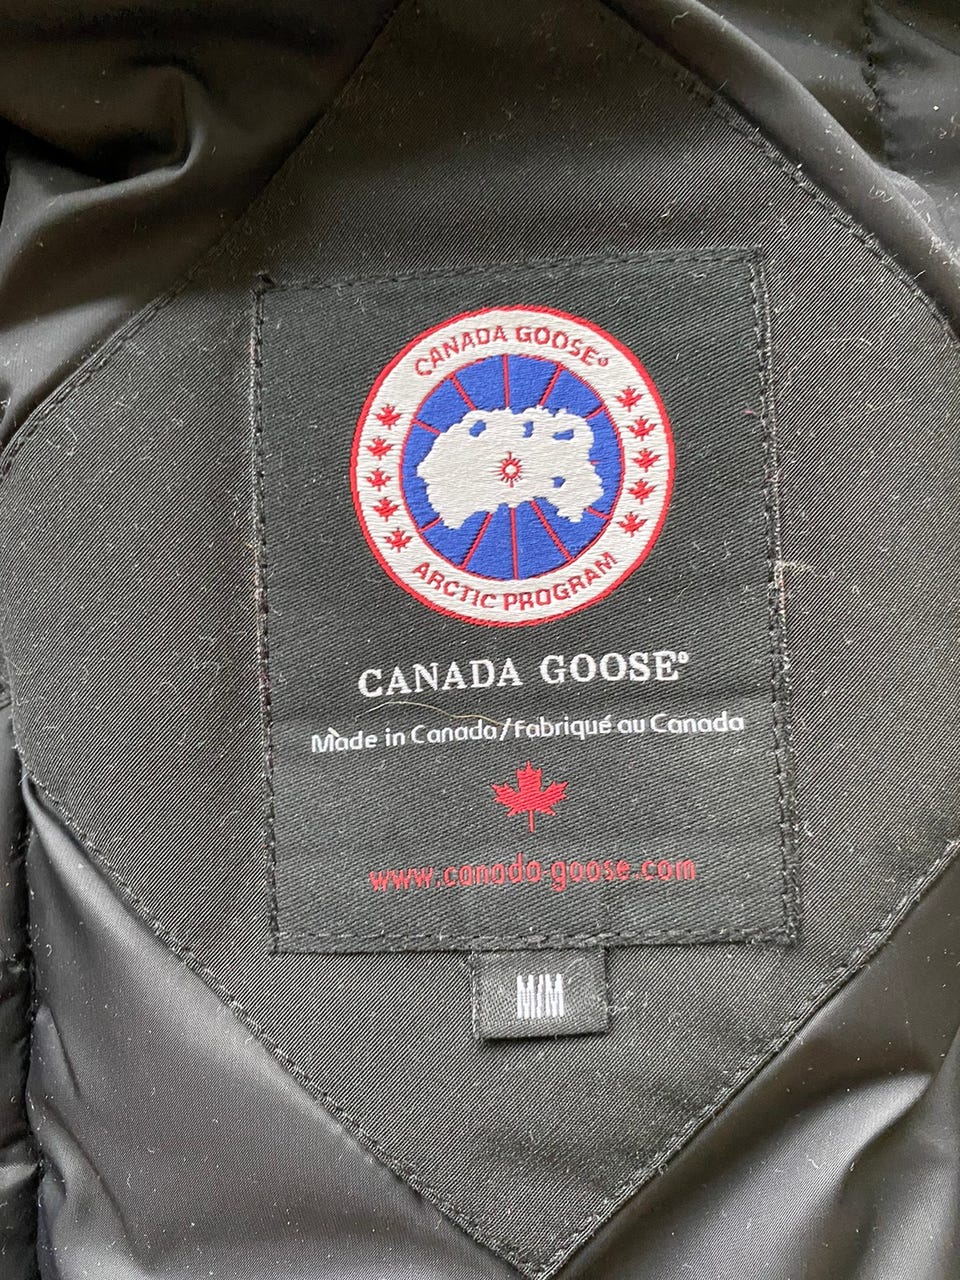 CANADA GOOSE®
ARCTIC PROGRAM
CANADA GOOSE®
Made in Canada/Fabriqué au Canada
www.canada-goose.com
M/M